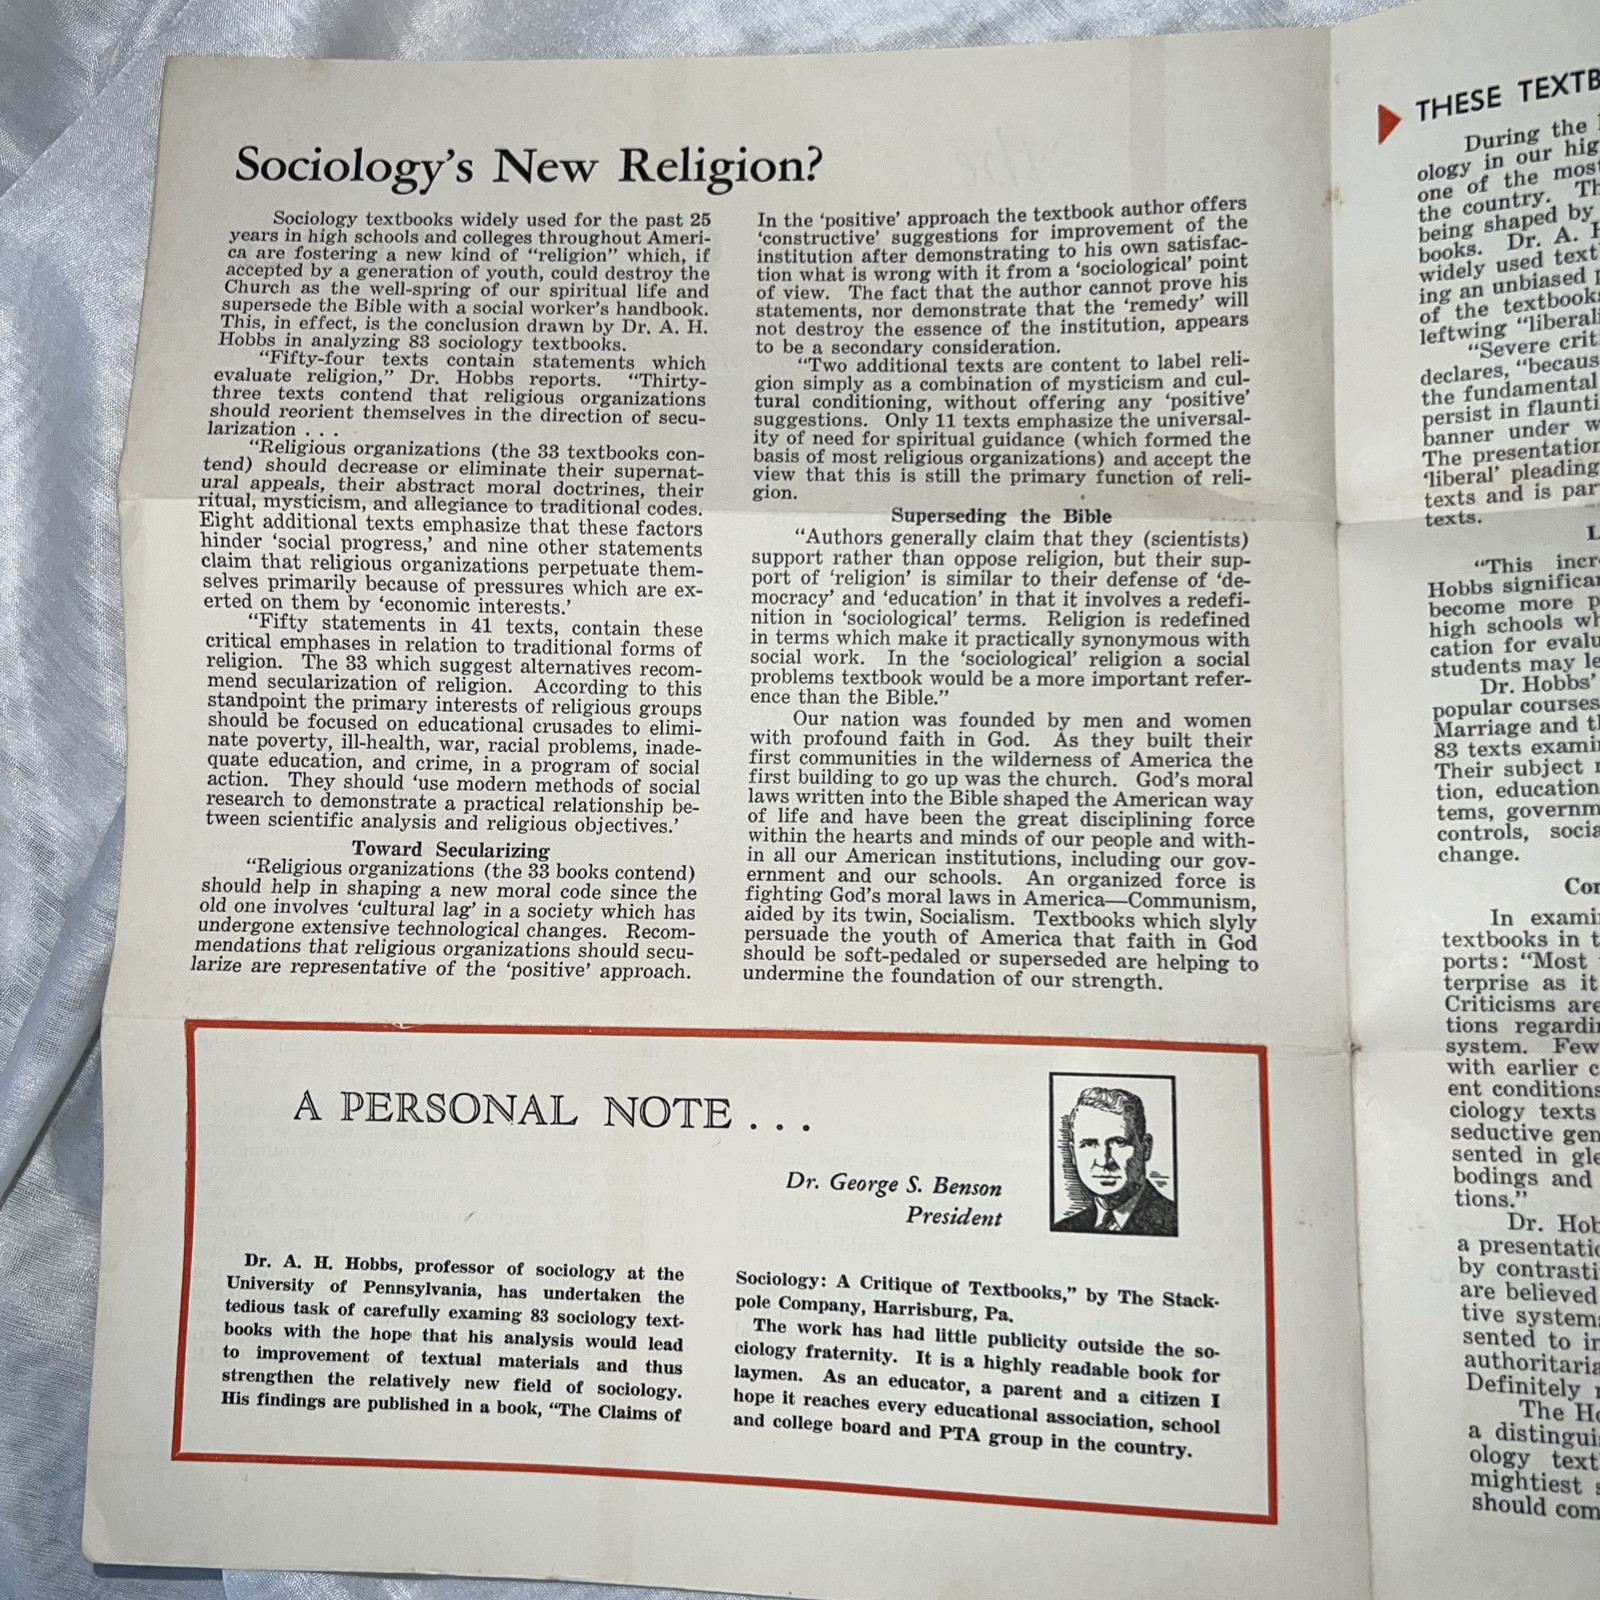 Sociology's New Religion?
Sociology textbooks widely used for the past 25
years in high schools and colleges throughout Ameri-
ca are fostering a new kind of "religion" which, if
accepted by a generation of youth, could destroy the
Church as the well-spring of our spiritual life and
supersede the Bible with a social worker's handbook.
This, in effect, is the conclusion drawn by Dr. A. H.
Hobbs in analyzing 83 sociology textbooks.
"Fifty-four texts contain statements which
evaluate religion," Dr. Hobbs reports. "Thirty-
three texts contend that religious organizations
should reorient themselves in the direction of secu-
larization . . .
"Religious organizations (the 33 textbooks con-
tend) should decrease or eliminate their supernat-
ural appeals, their abstract moral doctrines, their
ritual, mysticism, and allegiance to traditional codes.
Eight additional texts emphasize that these factors
hinder 'social progress,' and nine other statements
claim that religious organizations perpetuate them-
selves primarily because of pressures which are ex-
erted on them by 'economic interests.'
"Fifty statements in 41 texts, contain these
critical emphases in relation to traditional forms of
religion. The 33 which suggest alternatives recom-
mend secularization of religion. According to this
standpoint the primary interests of religious groups
should be focused on educational crusades to elimi-
nate poverty, ill-health, war, racial problems, inade-
quate education, and crime, in a program of social
action. They should 'use modern methods of social
research to demonstrate a practical relationship be-
tween scientific analysis and religious objectives.'
Toward Secularizing
"Religious organizations (the 33 books contend)
should help in shaping a new moral code since the
old one involves 'cultural lag' in a society which has
undergone extensive technological changes. Recom-
mendations that religious organizations should secu-
larize are representative of the 'positive' approach.
In the 'positive' approach the textbook author offers
'constructive' suggestions for improvement of the
institution after demonstrating to his own satisfac-
tion what is wrong with it from a 'sociological' point
of view. The fact that the author cannot prove his
statements, nor demonstrate that the 'remedy' will
not destroy the essence of the institution, appears
to be a secondary consideration.
"Two additional texts are content to label reli-
gion simply as a combination of mysticism and cul-
tural conditioning, without offering any 'positive'
suggestions. Only 11 texts emphasize the universal-
ity of need for spiritual guidance (which formed the
basis of most religious organizations) and accept the
view that this is still the primary function of reli-
gion.
Superseding the Bible
"Authors generally claim that they (scientists)
support rather than oppose religion, but their sup-
port of 'religion' is similar to their defense of 'de-
mocracy' and 'education' in that it involves a redefi-
nition in 'sociological' terms. Religion is redefined
in terms which make it practically synonymous with
social work. In the 'sociological' religion a social
problems textbook would be a more important refer-
ence than the Bible."
Our nation was founded by men and women
with profound faith in God. As they built their
first communities in the wilderness of America the
first building to go up was the church. God's moral
laws written into the Bible shaped the American way
of life and have been the great disciplining force
within the hearts and minds of our people and with-
in all our American institutions, including our gov-
ernment and our schools. An organized force is
fighting God's moral laws in America—Communism,
aided by its twin, Socialism. Textbooks which slyly
persuade the youth of America that faith in God
should be soft-pedaled or superseded are helping to
undermine the foundation of our strength.
A PERSONAL NOTE . . .
Dr. George S. Benson
President
Dr. A. H. Hobbs, professor of sociology at the
University of Pennsylvania, has undertaken the
tedious task of carefully examining 83 sociology text-
books with the hope that his analysis would lead
to improvement of textual materials and thus
strengthen the relatively new field of sociology.
His findings are published in a book, "The Claims of
Sociology: A Critique of Textbooks," by The Stack-
pole Company, Harrisburg, Pa.
The work has had little publicity outside the so-
ciology fraternity. It is a highly readable book for
laymen. As an educator, a parent and a citizen I
hope it reaches every educational association, school
and college board and PTA group in the country.
THESE
During the
ology in our
one of the most
the country.
being shaped by
books. Dr. A.
widely used
ing an unbiased
of the
leftwing
"Severe
declares,
the fundamental
persist in
banner under
The
'liberal'
texts and is
texts.
"This
Hobbs
become more
high schools
cation for
students may
Dr. Hobbs'
popular courses
Marriage and
83 texts
Their subject
tion, education
tems,
controls,
change.
In
textbooks in
ports: "Most
terprise as it
Criticisms are
tions
system. Few
with earlier
ent conditions
ciology texts
seductive
sented in
bodings and
tions."
Dr.
a
by
are believed
tive
sented to
Definitely
The
a
ology
mightiest
should